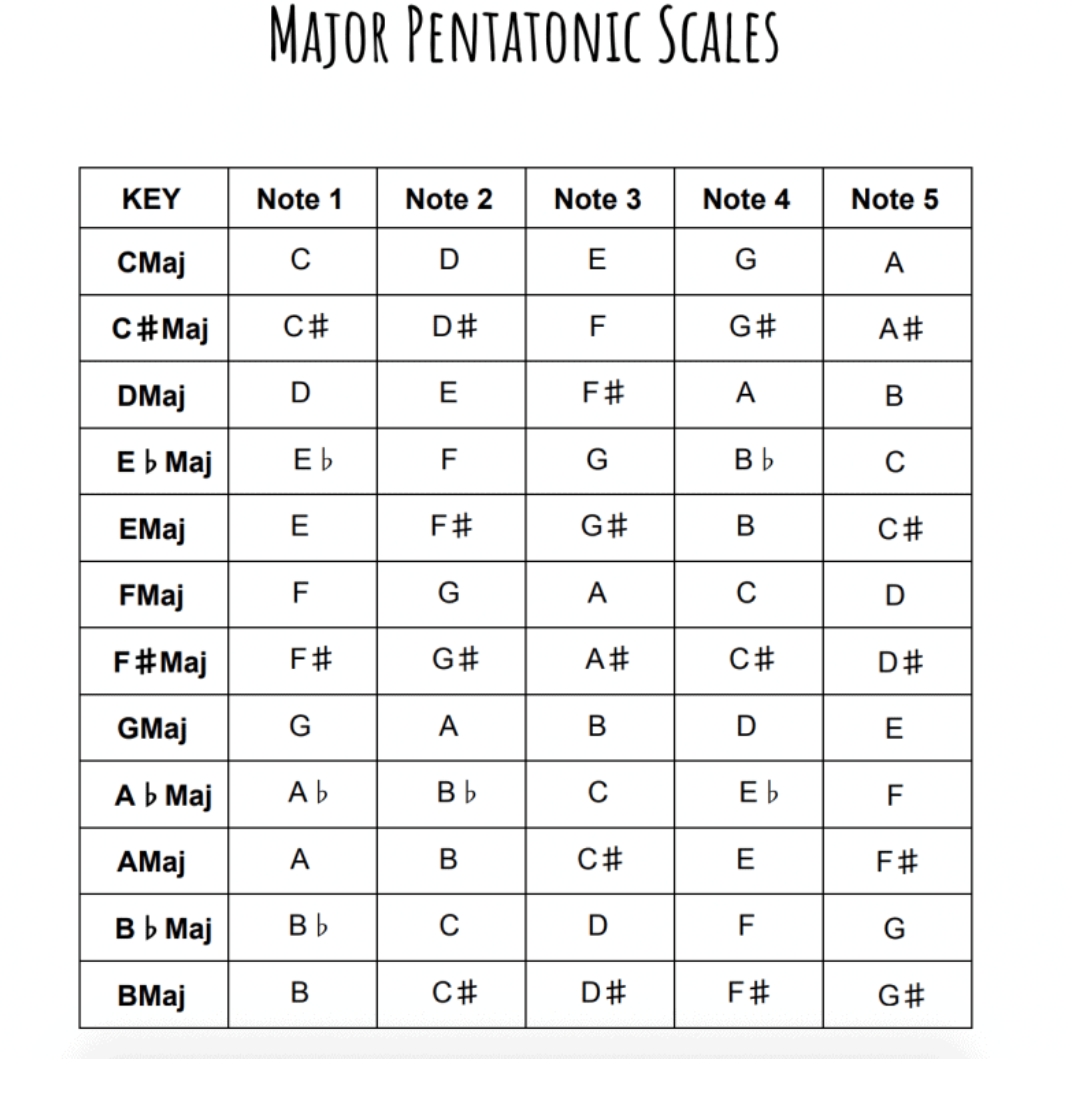 MAJOR PENTATONIC SCALES
KEY Note 1 Note 2 Note 3 Note 4 Note 5
CMaj C D E G A
C♯Maj C♯ D♯ F G♯ A♯
DMaj D E F♯ A B
E♭Maj E♭ F G B♭ C
EMaj E F♯ G♯ B C♯
FMaj F G A C D
F♯Maj F♯ G♯ A♯ C♯ D♯
GMaj G A B D E
A♭Maj A♭ B♭ C E♭ F
AMaj A B C♯ E F♯
B♭Maj B♭ C D F G
BMaj B C♯ D♯ F♯ G♯